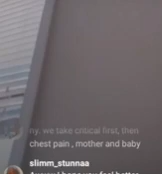 ny, we take critical first, then
chest pain , mother and baby
slimm_stunnaa